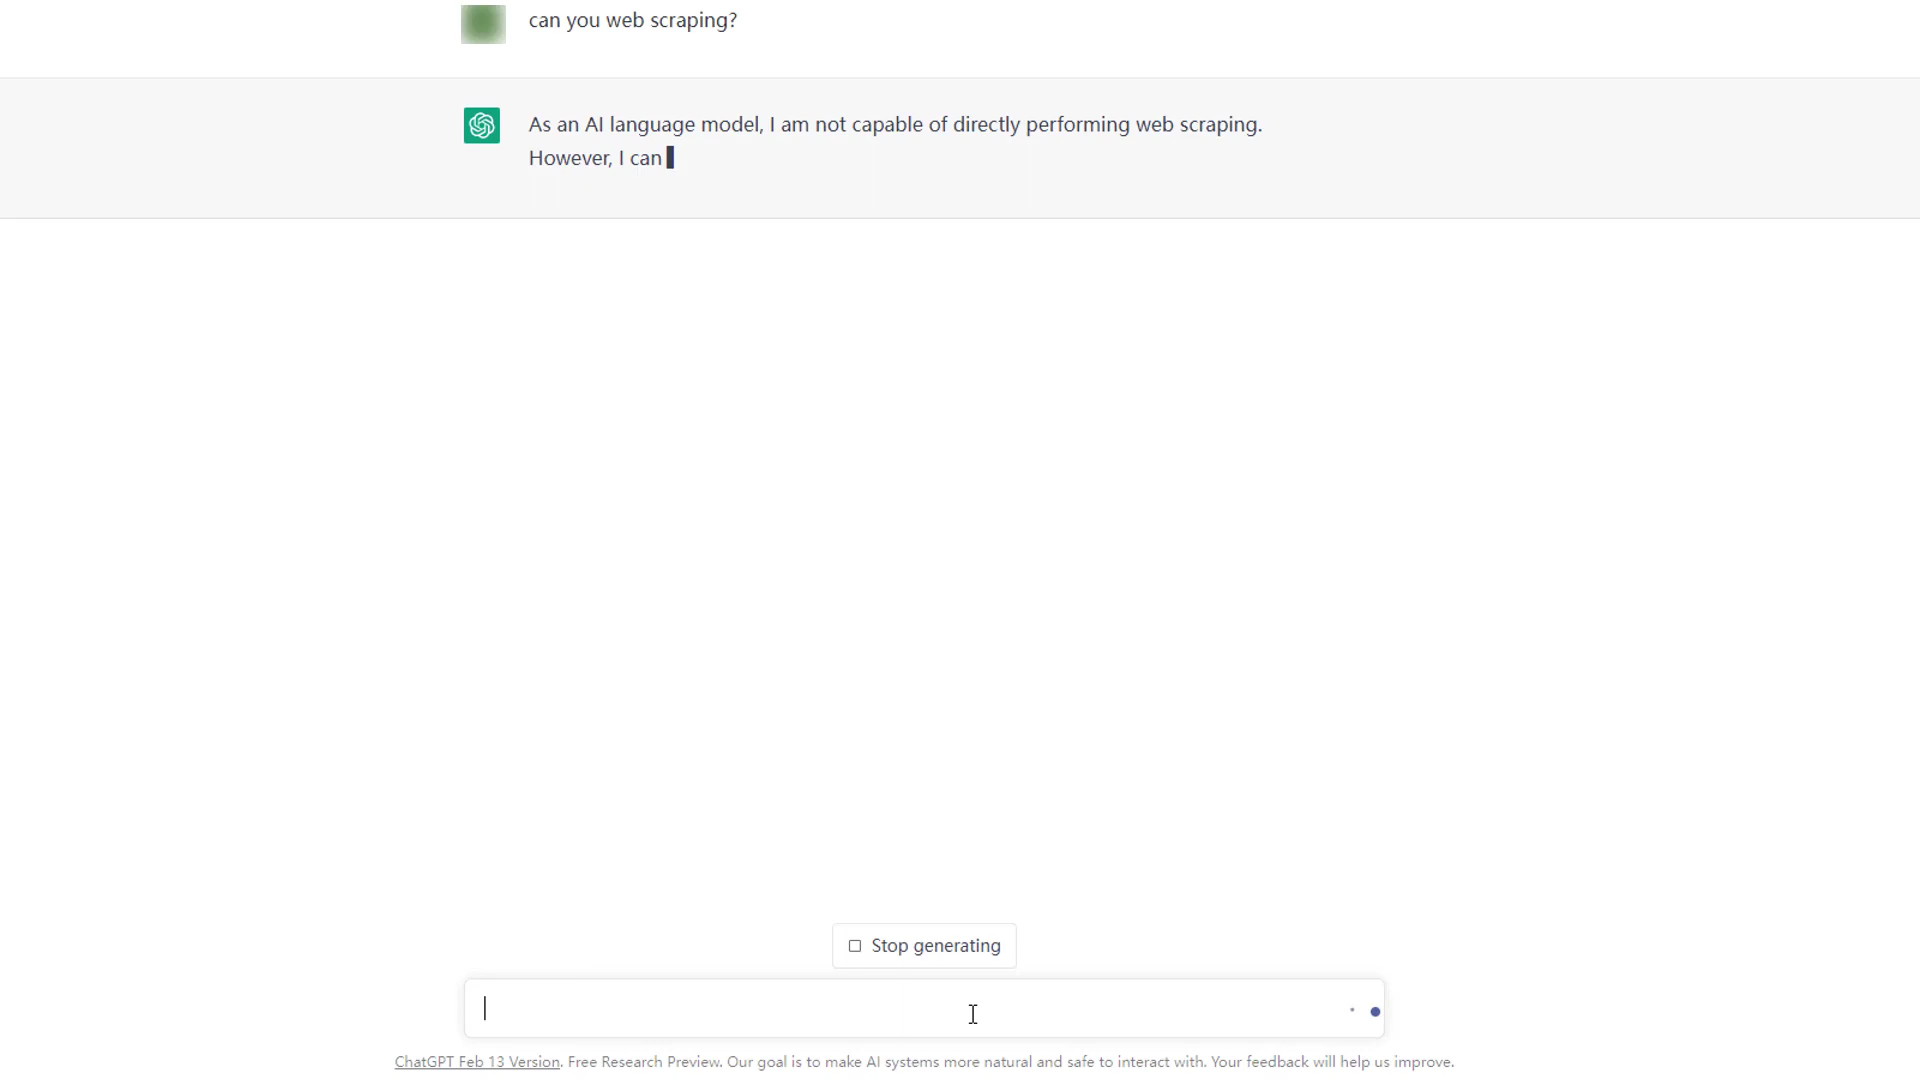 can you web scraping?
As an AI language model, I am not capable of directly performing web scraping.
However, I can
Stop generating
ChatGPT Feb 13 Version. Free Research Preview. Our goal is to make AI systems more natural and safe to interact with. Your feedback will help us improve.